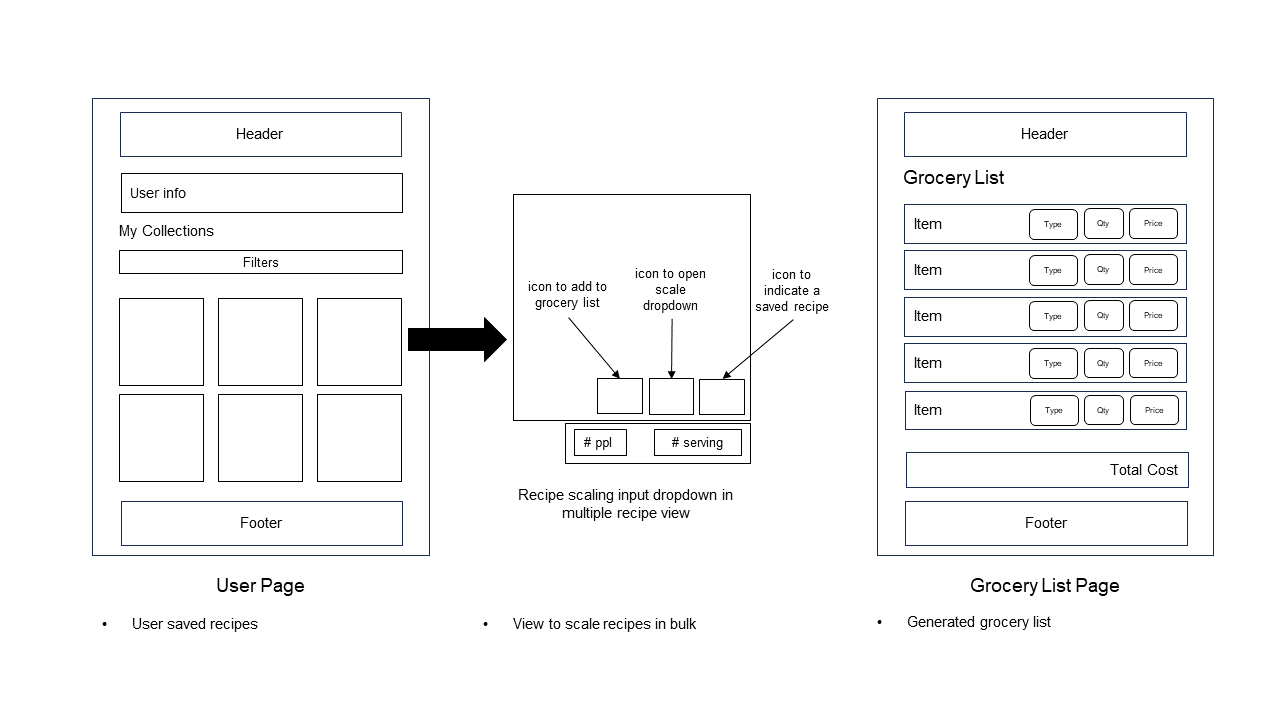 Header
User info
My Collections
Filters
Footer
User Page
• User saved recipes
icon to add to
grocery list
icon to open
scale
dropdown
icon to
indicate a
saved recipe
# ppl
# serving
Recipe scaling input dropdown in
multiple recipe view
• View to scale recipes in bulk
Header
Grocery List
Item Type Qty Price
Item Type Qty Price
Item Type Qty Price
Item Type Qty Price
Item Type Qty Price
Total Cost
Footer
Grocery List Page
• Generated grocery list